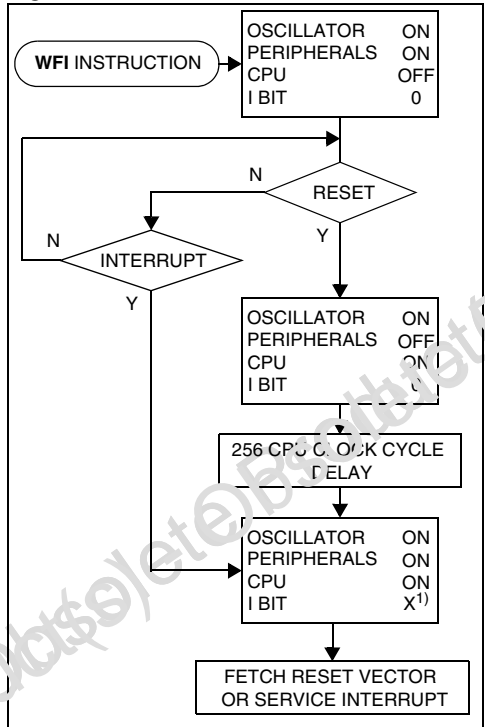 WFI INSTRUCTION
OSCILLATOR ON
PERIPHERALS ON
CPU OFF
I BIT 0
N
RESET
Y
N
INTERRUPT
Y
OSCILLATOR ON
PERIPHERALS OFF
CPU ON
I BIT
256 CPU CLOCK CYCLE
DELAY
OSCILLATOR ON
PERIPHERALS ON
CPU ON
I BIT X1)
FETCH RESET VECTOR
OR SERVICE INTERRUPT